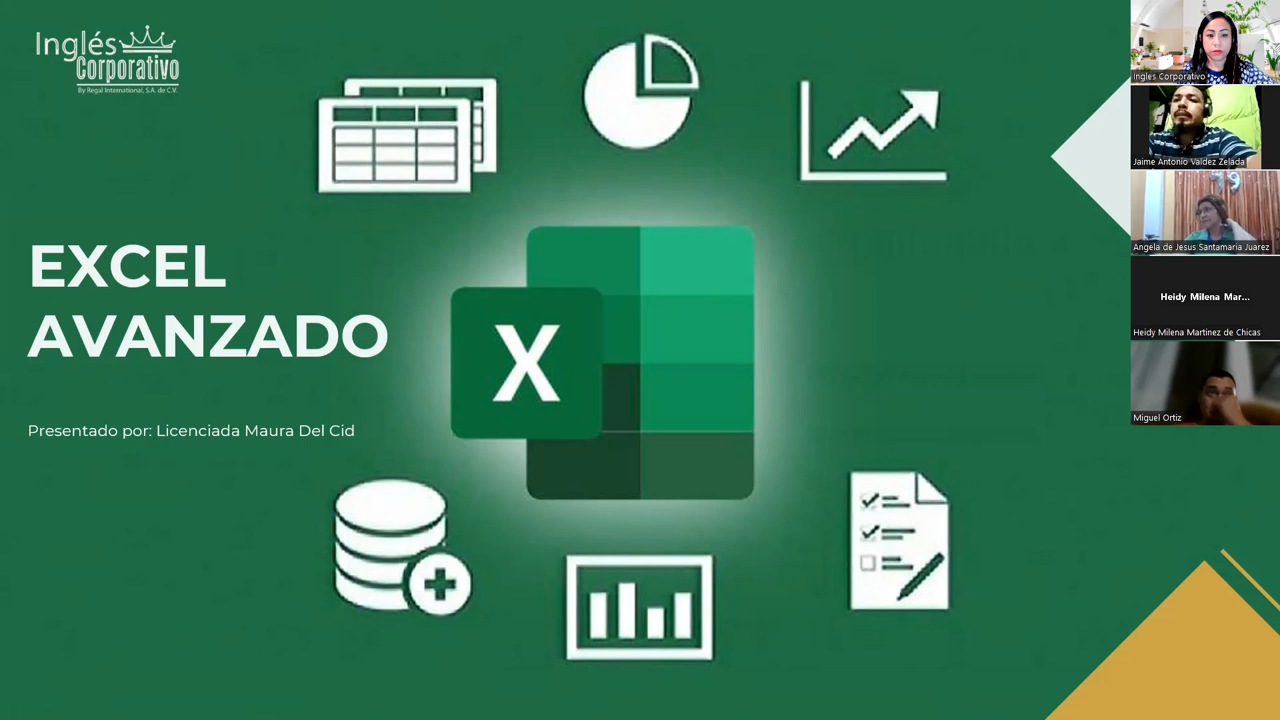 Inglés
Corporativo
By Regal International, S.A. de C.V.
EXCEL
AVANZADO
Presentado por: Licenciada Maura Del Cid
X
Ingles Corporativo
Jaime Antonio Valdez Zelada
19
Angela de Jesus Santamaria Juarez
Heidy Milena Mar...
Heidy Milena Martinez de Chicas
Miguel Ortiz